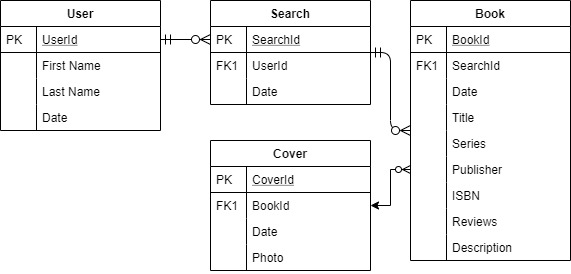 User
PK UserId
First Name
Last Name
Date
Search
PK SearchId
FK1 UserId
Date
Book
PK BookId
FK1 SearchId
Date
Title
Series
Publisher
ISBN
Reviews
Description
Cover
PK CoverId
FK1 BookId
Date
Photo